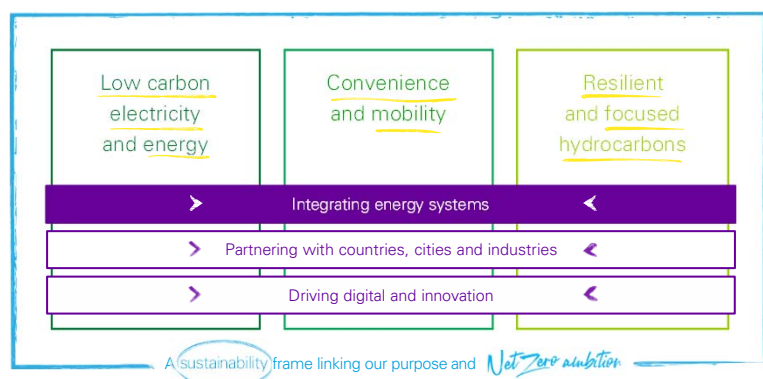 Low carbon
electricity
and energy
Convenience
and mobility
Resilient
and focused
hydrocarbons
Integrating energy systems
Partnering with countries, cities and industries
Driving digital and innovation
A sustainability frame linking our purpose and Net Zero ambition